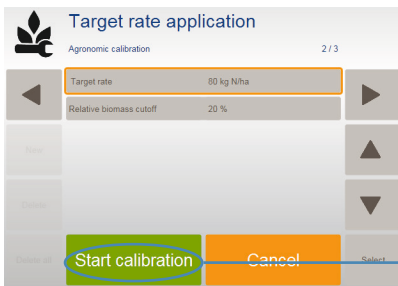 Target rate application
Agronomic calibration 2 / 3
Target rate 80 kg N/ha
Relative biomass cutoff 20 %
New
Delete all
Start calibration
Cancel
Select